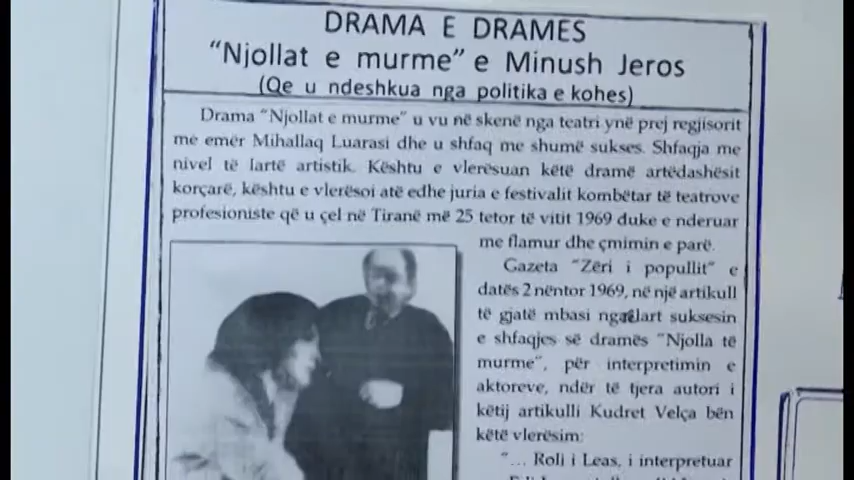 DRAMA E DRAMES
"Njollat e murme" e Minush Jeros
(Qe u ndeshkua nga politika e kohes)
Drama "Njollat e murme" u vu në skenë nga teatri ynë prej regjisorit
me emër Mihallaq Luarasi dhe u shfaq me shumë sukses. Shfaqja me
nivel të lartë artistik. Kështu e vlerësuan këtë dramë artëdashësit
korçarë, kështu e vlerësoi atë edhe juria e festivalit kombëtar të teatrove
profesioniste që u çel në Tiranë më 25 tetor të vitit 1969 duke e nderuar
me flamur dhe çmimin e parë.
Gazeta "Zëri i popullit" e
datës 2 nëntor 1969, në një artikull
të gjatë mbasi ngrelart suksesin
e shfaqjes së dramës "Njolla të
murme", për interpretimin e
aktoreve, ndër të tjera autori i
këtij artikulli Kudret Velça bën
këtë vlerësim:
"... Roli i Leas, i interpretuar